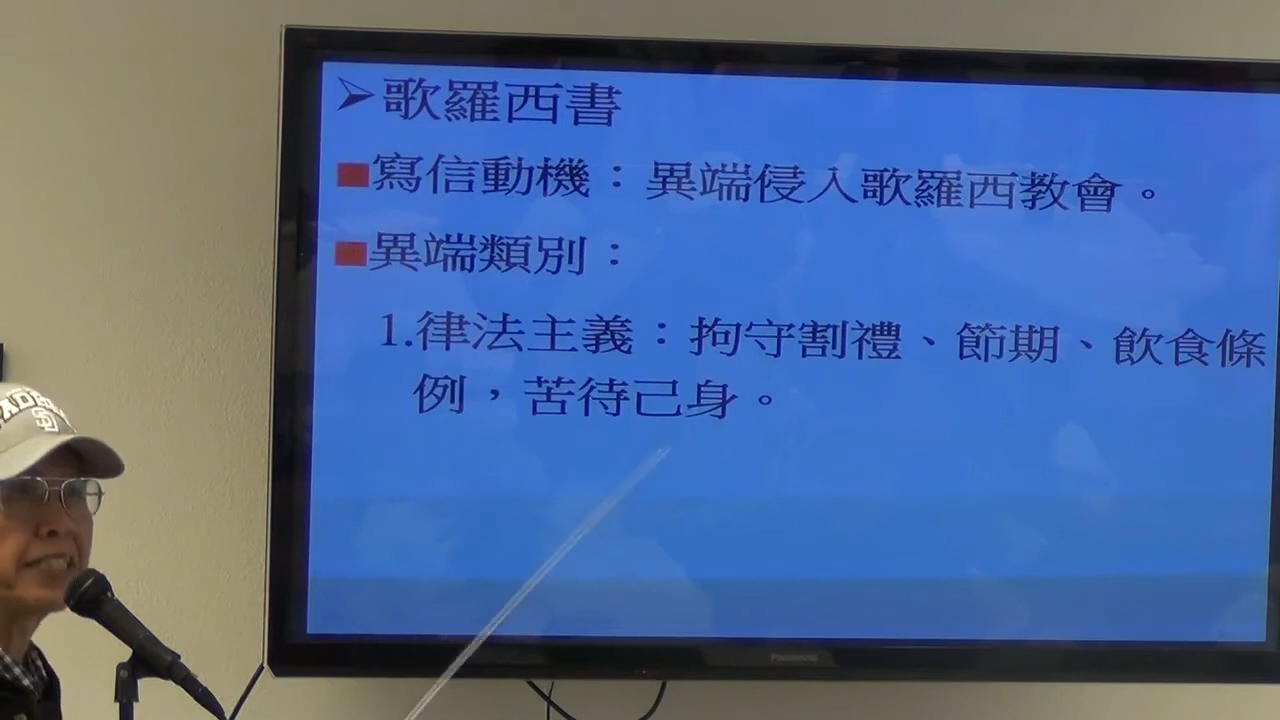 歌羅西書
寫信動機：異端侵入歌羅西教會。
異端類別：
1.律法主義：拘守割禮、節期、飲食條
例，苦待己身。
Panasonic
SD